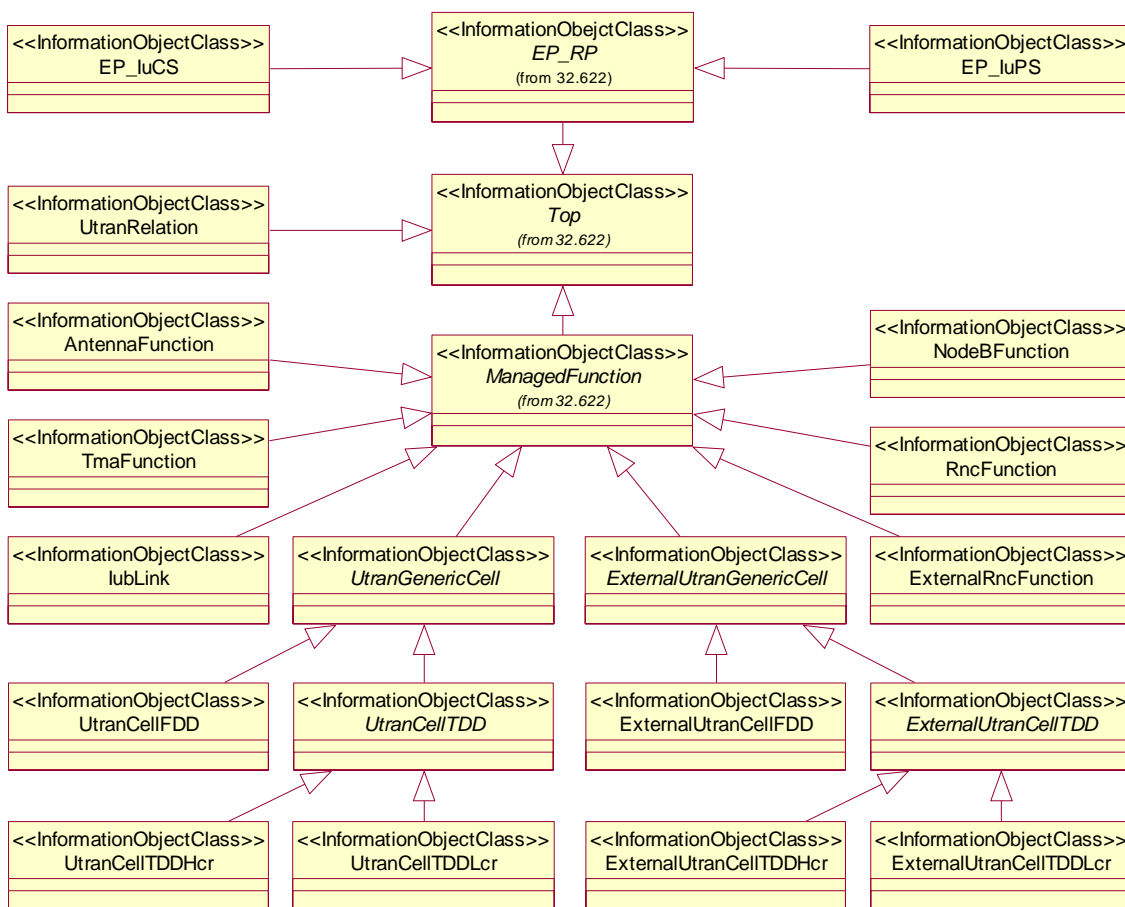 <<InformationObjectClass>>
EP_IuCS
<<InformationObejctClass>>
EP_RP
(from 32.622)
<<InformationObjectClass>>
EP_IuPS
<<InformationObjectClass>>
UtranRelation
<<InformationObjectClass>>
Top
(from 32.622)
<<InformationObjectClass>>
AntennaFunction
<<InformationObjectClass>>
ManagedFunction
(from 32.622)
<<InformationObjectClass>>
NodeBFunction
<<InformationObjectClass>>
TmaFunction
<<InformationObjectClass>>
RncFunction
<<InformationObjectClass>>
IubLink
<<InformationObjectClass>>
UtranGenericCell
<<InformationObjectClass>>
ExternalUtranGenericCell
<<InformationObjectClass>>
ExternalRncFunction
<<InformationObjectClass>>
UtranCellFDD
<<InformationObjectClass>>
UtranCellTDD
<<InformationObjectClass>>
ExternalUtranCellFDD
<<InformationObjectClass>>
ExternalUtranCellTDD
<<InformationObjectClass>>
UtranCellTDDHcr
<<InformationObjectClass>>
UtranCellTDDLcr
<<InformationObjectClass>>
ExternalUtranCellTDDHcr
<<InformationObjectClass>>
ExternalUtranCellTDDLcr